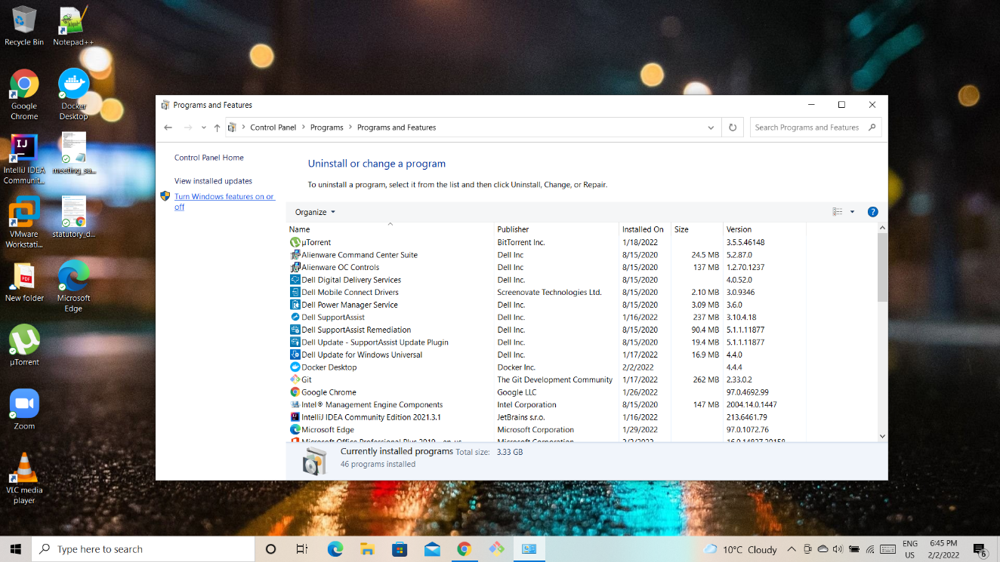 Recycle Bin
Notepad++
Google
Chrome
Docker
Desktop
IntelliJ IDEA
Communit...
meeting_sa...
VMware
Workstati...
statutory_d...
New folder
Microsoft
Edge
µTorrent
Zoom
VLC media
player
Programs and Features
Control Panel > Programs > Programs and Features
Search Programs and Features
Control Panel Home
View installed updates
Turn Windows features on or
off
Uninstall or change a program
To uninstall a program, select it from the list and then click Uninstall, Change, or Repair.
Organize
Name Publisher Installed On Size Version
µTorrent BitTorrent Inc. 1/18/2022 3.5.5.46148
Alienware Command Center Suite Dell Inc 8/15/2020 24.5 MB 5.2.87.0
Alienware OC Controls Dell Inc 8/15/2020 137 MB 1.2.70.1237
Dell Digital Delivery Services Dell Inc. 8/15/2020 4.0.52.0
Dell Mobile Connect Drivers Screenovate Technologies Ltd. 8/15/2020 2.10 MB 3.0.9346
Dell Power Manager Service Dell Inc. 8/15/2020 3.09 MB 3.6.0
Dell SupportAssist Dell Inc. 1/16/2022 237 MB 3.10.4.18
Dell SupportAssist Remediation Dell Inc. 8/15/2020 90.4 MB 5.1.1.11877
Dell Update - SupportAssist Update Plugin Dell Inc. 8/15/2020 19.4 MB 5.1.1.11877
Dell Update for Windows Universal Dell Inc. 1/17/2022 16.9 MB 4.4.0
Docker Desktop Docker Inc. 2/2/2022 4.4.4
Git The Git Development Community 1/17/2022 262 MB 2.33.0.2
Google Chrome Google LLC 1/26/2022 97.0.4692.99
Intel® Management Engine Components Intel Corporation 8/15/2020 147 MB 2004.14.0.1447
IntelliJ IDEA Community Edition 2021.3.1 JetBrains s.r.o. 1/16/2022 213.6461.79
Microsoft Edge Microsoft Corporation 1/29/2022 97.0.1072.76
Microsoft Office Professional Plus 2019 - en-us Microsoft Corporation 2/2/2022 16.0.14827.20158
Currently installed programs Total size: 3.33 GB
46 programs installed
Type here to search
10°C Cloudy
ENG
US
6:45 PM
2/2/2022
6